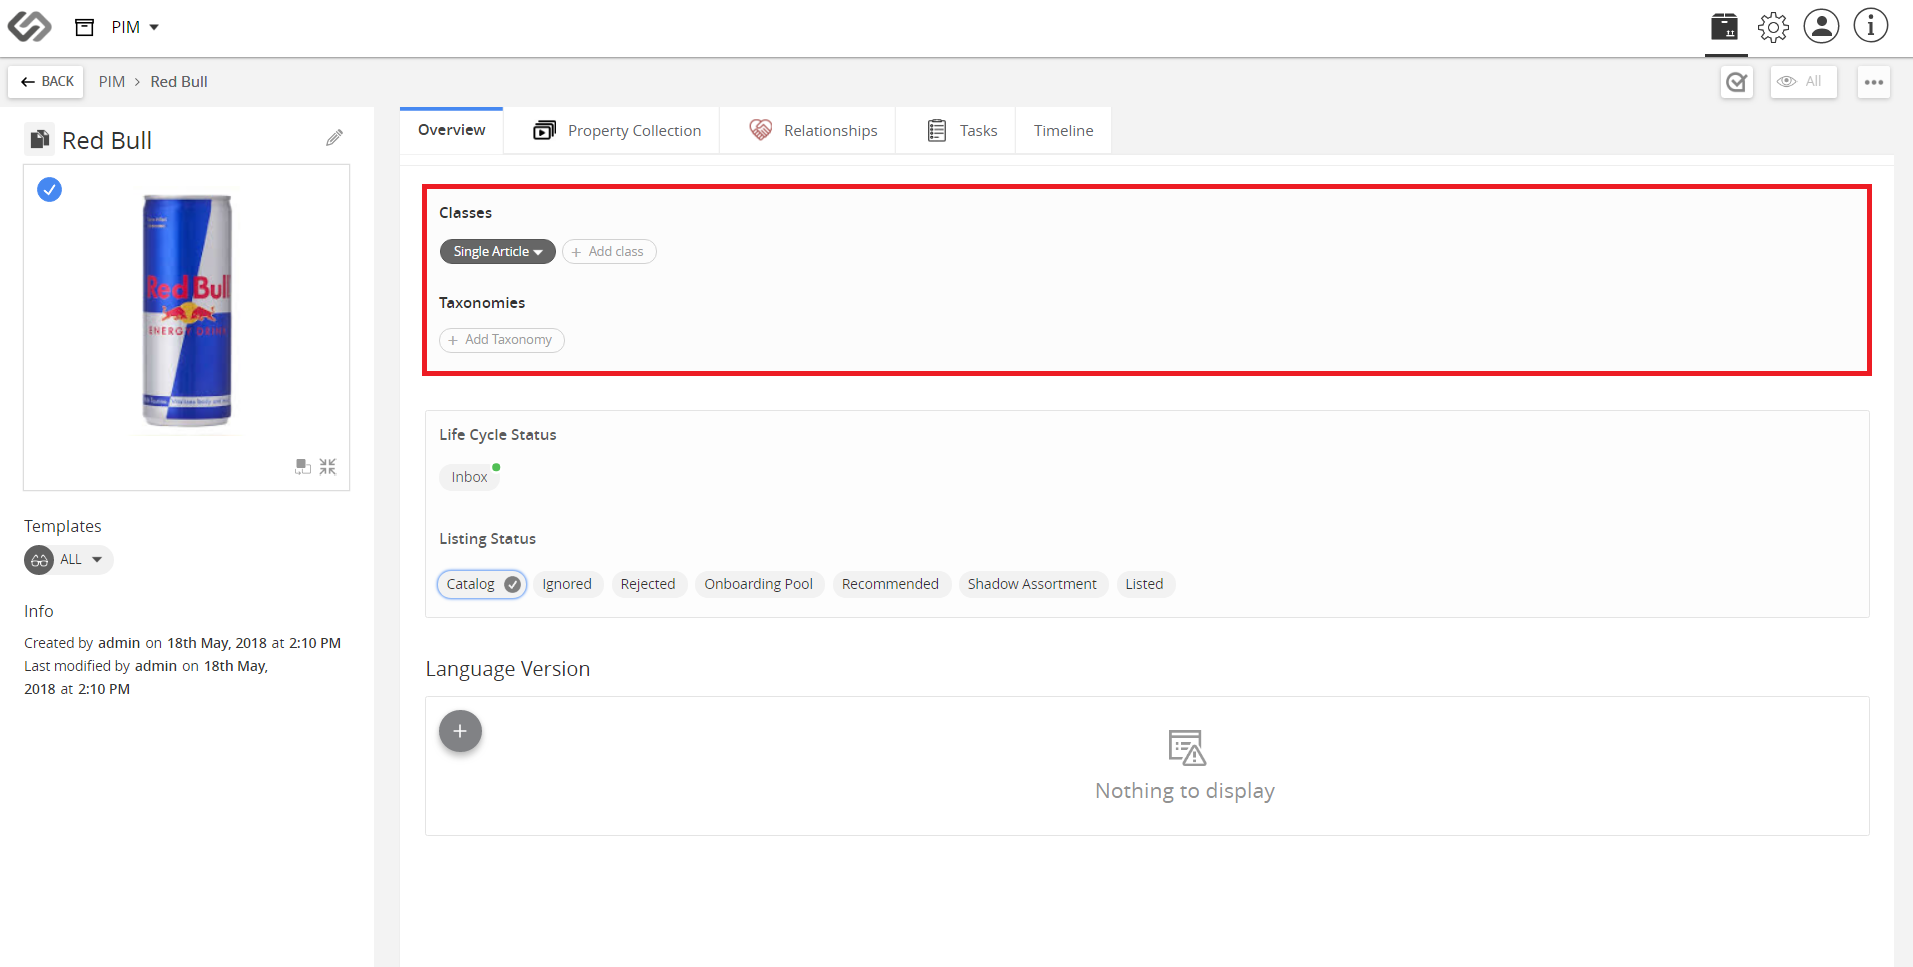 PIM
BACK PIM > Red Bull
All
Red Bull
Red Bull
ENERGY DRINK
Templates
ALL
Info
Created by admin on 18th May, 2018 at 2:10 PM
Last modified by admin on 18th May,
2018 at 2:10 PM
Overview Property Collection Relationships Tasks Timeline
Classes
Single Article + Add class
Taxonomies
+ Add Taxonomy
Life Cycle Status
Inbox
Listing Status
Catalog Ignored Rejected Onboarding Pool Recommended Shadow Assortment Listed
Language Version
+
Nothing to display